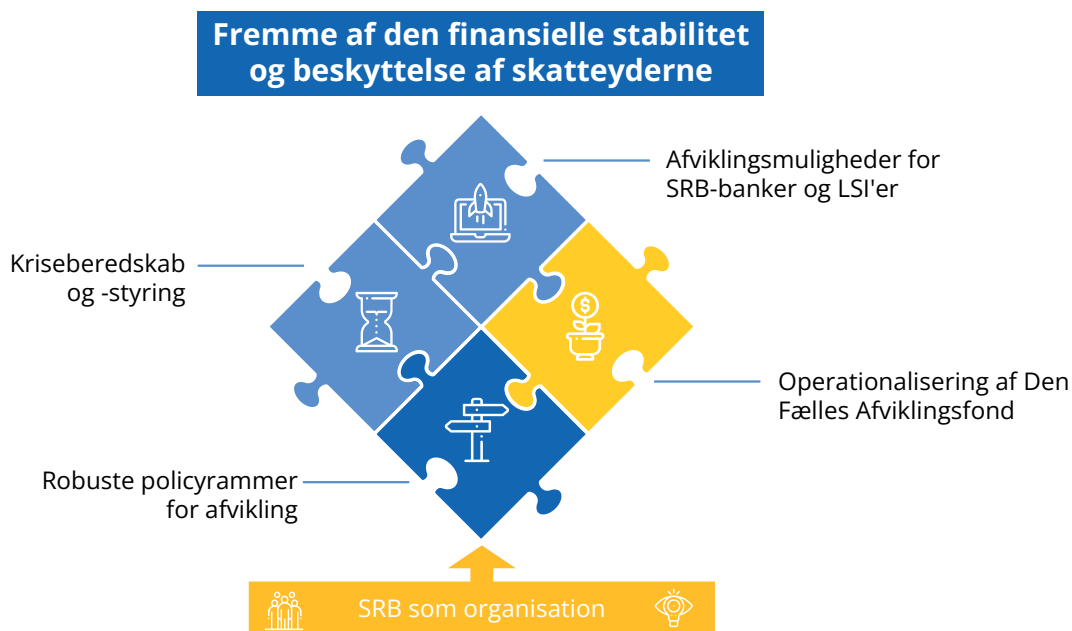 Fremme af den finansielle stabilitet
og beskyttelse af skatteyderne
Afviklingsmuligheder for
SRB-banker og LSI'er
Kriseberedskab
og -styring
$
Operationalisering af Den
Fælles Afviklingsfond
Robuste policyrammer
for afvikling
SRB som organisation